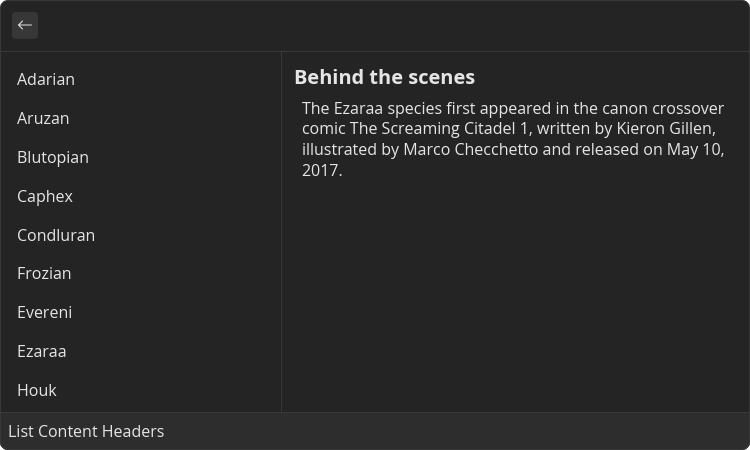 Adarian
Aruzan
Blutopian
Caphex
Condluran
Frozian
Evereni
Ezaraa
Houk
Behind the scenes
The Ezaraa species first appeared in the canon crossover
comic The Screaming Citadel 1, written by Kieron Gillen,
illustrated by Marco Checchetto and released on May 10,
2017.
List Content Headers